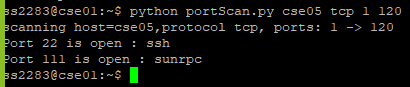 ss2283@cse01:~$ python portScan.py cse05 tcp 1 120
scanning host=cse05,protocol tcp, ports: 1 -> 120
Port 22 is open : ssh
Port 111 is open : sunrpc
ss2283@cse01:~$